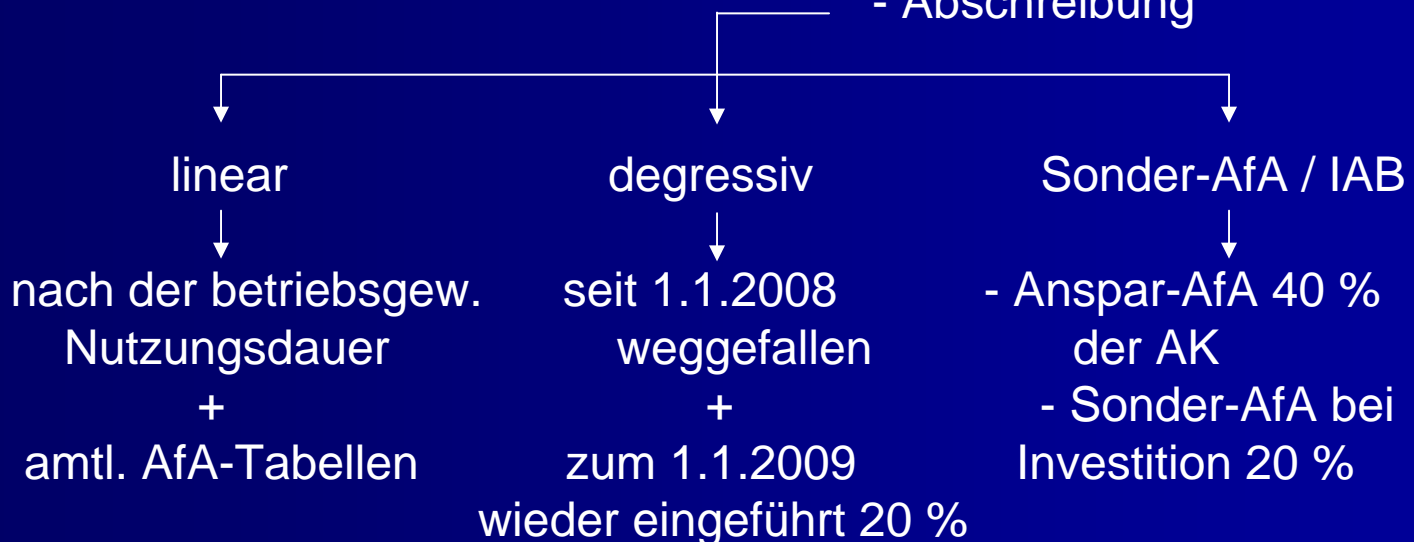 - Abschreibung
linear
degressiv
Sonder-AfA / IAB
nach der betriebsgew.
Nutzungsdauer
+
amtl. AfA-Tabellen
seit 1.1.2008
weggefallen
+
zum 1.1.2009
wieder eingeführt 20 %
- Anspar-AfA 40 %
der AK
- Sonder-AfA bei
Investition 20 %